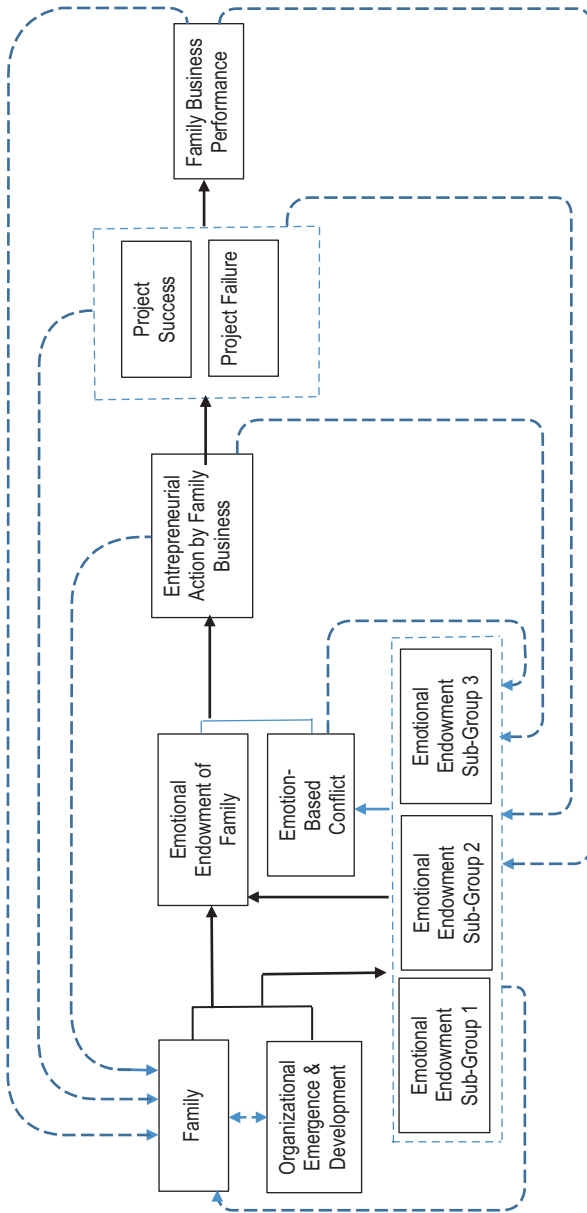 Family
Organizational
Emergence &
Development
Emotional
Endowment
Sub-Group 1
Emotional
Endowment
Sub-Group 2
Emotional
Endowment
Sub-Group 3
Emotional
Endowment of
Family
Emotion-
Based
Conflict
Entrepreneurial
Action by Family
Business
Project
Success
Project Failure
Family Business
Performance